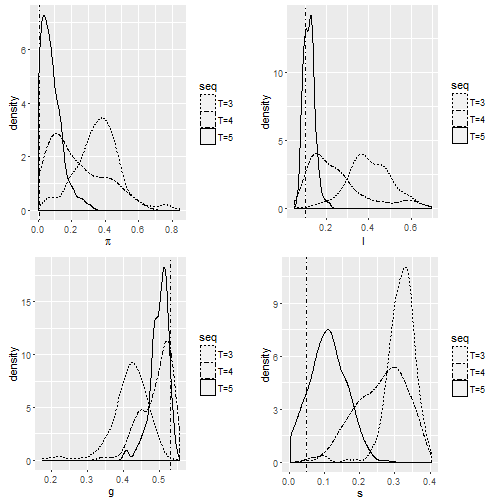 density
6
4
2
0
0.0 0.2 0.4 0.6 0.8
π
seq
T=3
T=4
T=5
density
10
5
0
0.2 0.4 0.6
l
seq
T=3
T=4
T=5
density
15
10
5
0
0.2 0.3 0.4 0.5
g
seq
T=3
T=4
T=5
density
9
6
3
0
0.0 0.1 0.2 0.3 0.4
s
seq
T=3
T=4
T=5